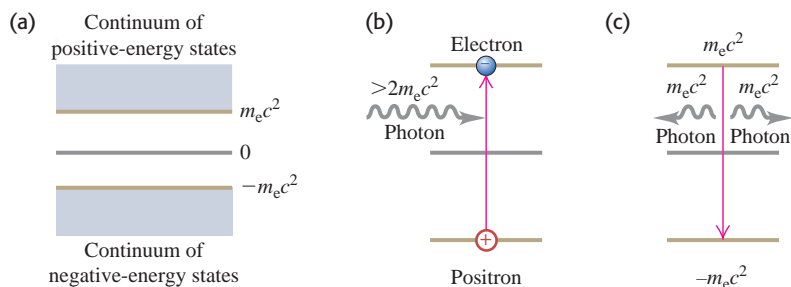 (a)
Continuum of
positive-energy states
mₑc²
0
−mₑc²
Continuum of
negative-energy states
(b)
Electron
−
>2mₑc²
Photon
+
Positron
(c)
mₑc²
mₑc² mₑc²
Photon Photon
−mₑc²